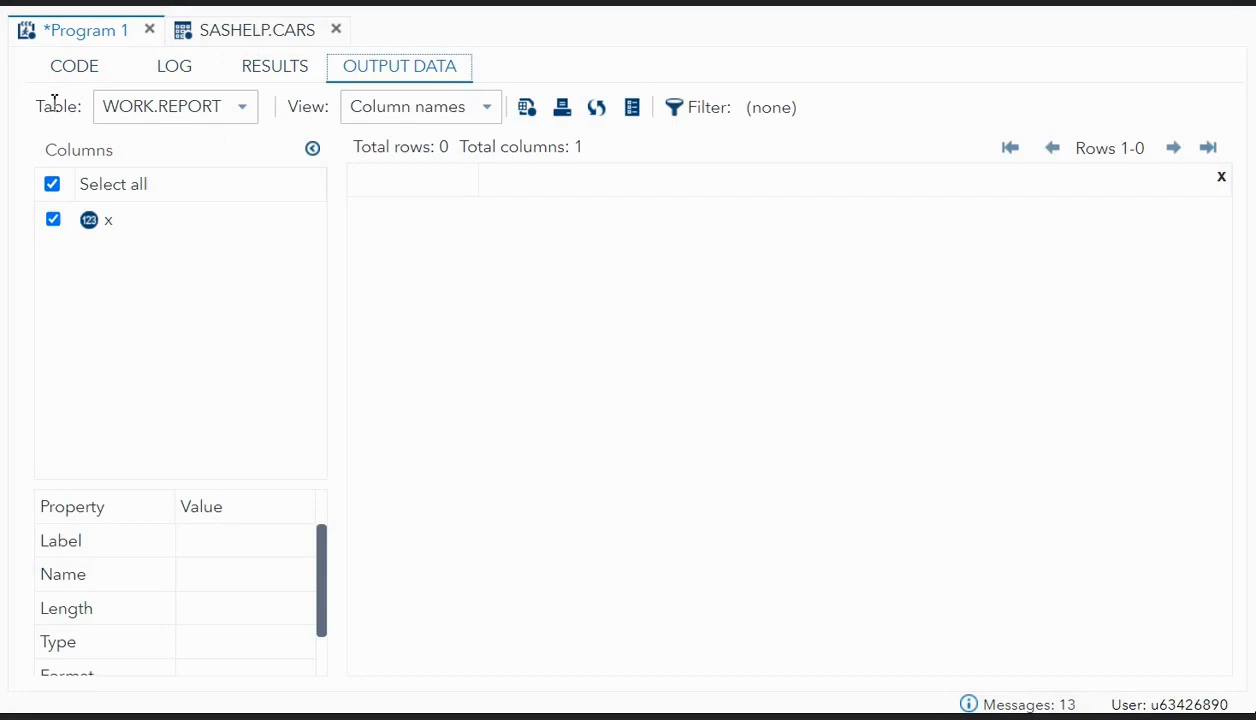 *Program 1 × SASHELP.CARS ×
CODE LOG RESULTS OUTPUT DATA
Table: WORK.REPORT View: Column names Filter: (none)
Columns
Total rows: 0 Total columns: 1 Rows 1-0
Select all
x
123 x
Property Value
Label
Name
Length
Type
Format
Messages: 13 User: u63426890